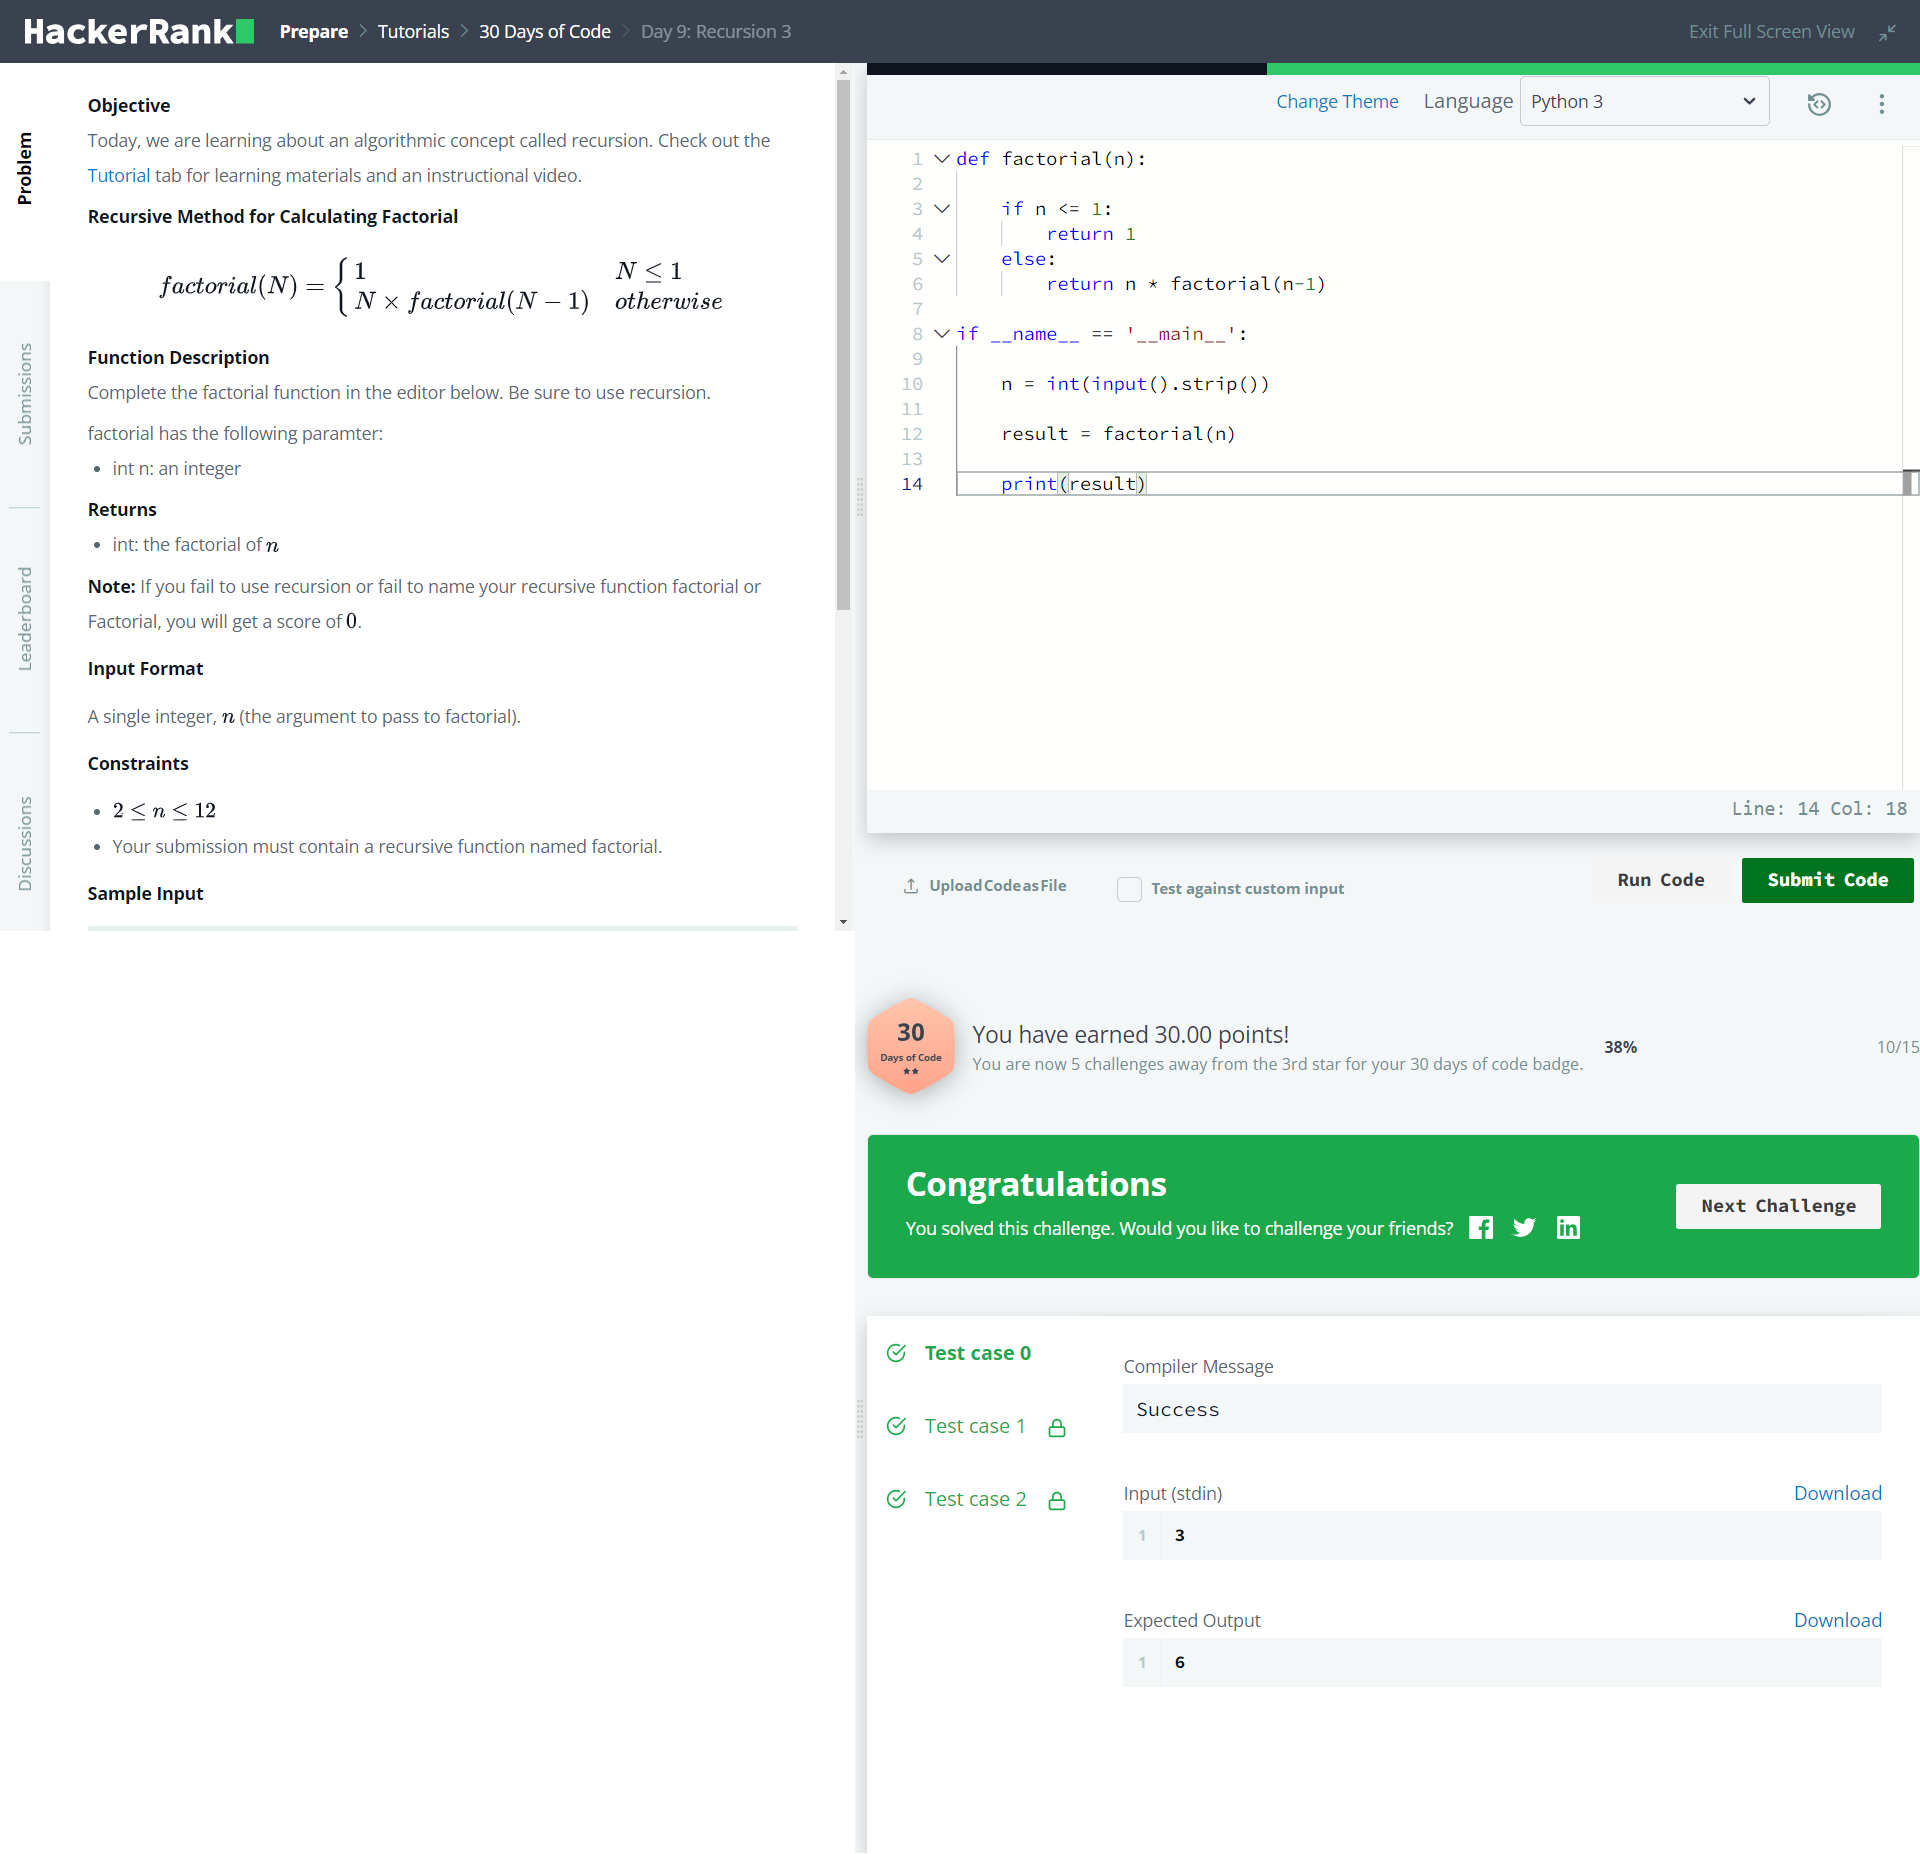 HackerRank
Prepare > Tutorials > 30 Days of Code > Day 9: Recursion 3
Exit Full Screen View
Problem
Submissions
Leaderboard
Discussions
Objective
Today, we are learning about an algorithmic concept called recursion. Check out the
Tutorial tab for learning materials and an instructional video.
Recursive Method for Calculating Factorial
factorial(N) = { 1 N ≤ 1
N × factorial(N − 1) otherwise
Function Description
Complete the factorial function in the editor below. Be sure to use recursion.
factorial has the following paramter:
• int n: an integer
Returns
• int: the factorial of n
Note: If you fail to use recursion or fail to name your recursive function factorial or
Factorial, you will get a score of 0.
Input Format
A single integer, n (the argument to pass to factorial).
Constraints
• 2 ≤ n ≤ 12
• Your submission must contain a recursive function named factorial.
Sample Input
Change Theme Language Python 3
1 def factorial(n):
2
3 if n <= 1:
4 return 1
5 else:
6 return n * factorial(n-1)
7
8 if __name__ == '__main__':
9
10 n = int(input().strip())
11
12 result = factorial(n)
13
14 print(result)
Line: 14 Col: 18
Upload Code as File
Test against custom input
Run Code
Submit Code
30
Days of Code
You have earned 30.00 points!
You are now 5 challenges away from the 3rd star for your 30 days of code badge.
38%
10/15
Congratulations
You solved this challenge. Would you like to challenge your friends?
Next Challenge
Test case 0
Test case 1
Test case 2
Compiler Message
Success
Input (stdin) Download
1 3
Expected Output Download
1 6